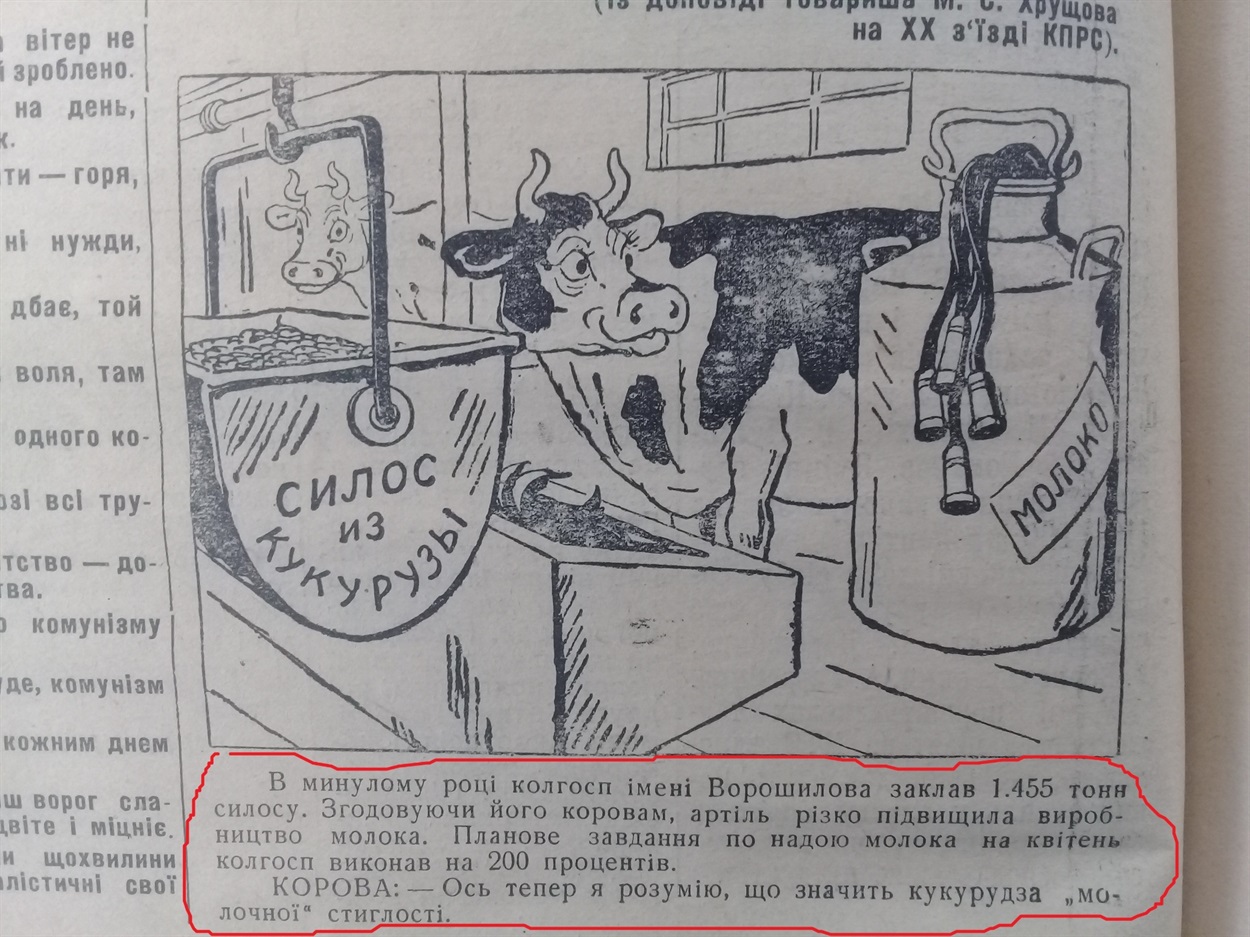 (Із доповіді товариша М. С. Хрущова
на XX з'їзді КПРС).
вітер не
й зроблено.
на день,
к.
ти — горя,
ні нужди,
дбає, той
воля, там
одного ко-
озі всі тру-
тство — до-
тва.
о комунізму
уде, комунізм
кожним днем
аш ворог сла-
цвіте і міцніє.
и щохвилини
алістичні свої
СИЛОС
ИЗ
КУКУРУЗЫ
МОЛОКО
В минулому році колгосп імені Ворошилова заклав 1.455 тонн
силосу. Згодовуючи його коровам, артіль різко підвищила вироб-
ництво молока. Планове завдання по надою молока на квітень
колгосп виконав на 200 процентів.
КОРОВА: — Ось тепер я розумію, що значить кукурудза „мо-
лочної“ стиглості.